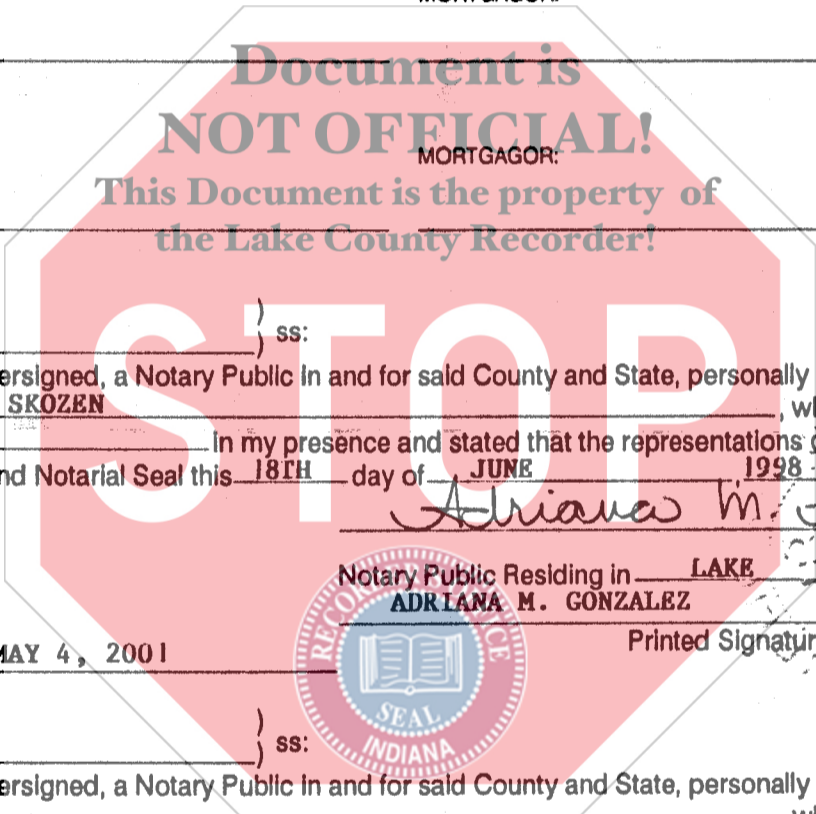 MORTGAGOR:
Document is
NOT OFFICIAL!
MORTGAGOR:
This Document is the property of
the Lake County Recorder!
STOP
) ss:
)
ersigned, a Notary Public in and for said County and State, personally
SKOZEN , wh
in my presence and stated that the representations
nd Notarial Seal this 18TH day of JUNE 1998
Adriana M.
Notary Public Residing in LAKE
ADRIANA M. GONZALEZ
Printed Signatur
MAY 4, 2001
SEAL
INDIANA
) ss:
)
ersigned, a Notary Public in and for said County and State, personally